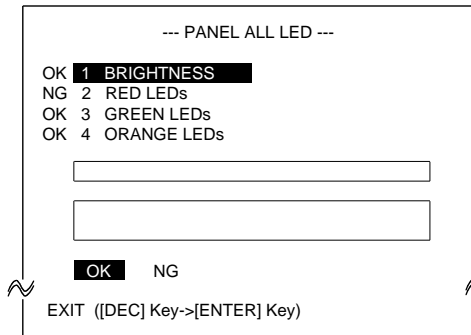 --- PANEL ALL LED ---
OK 1 BRIGHTNESS
NG 2 RED LEDs
OK 3 GREEN LEDs
OK 4 ORANGE LEDs
OK NG
EXIT ([DEC] Key->[ENTER] Key)